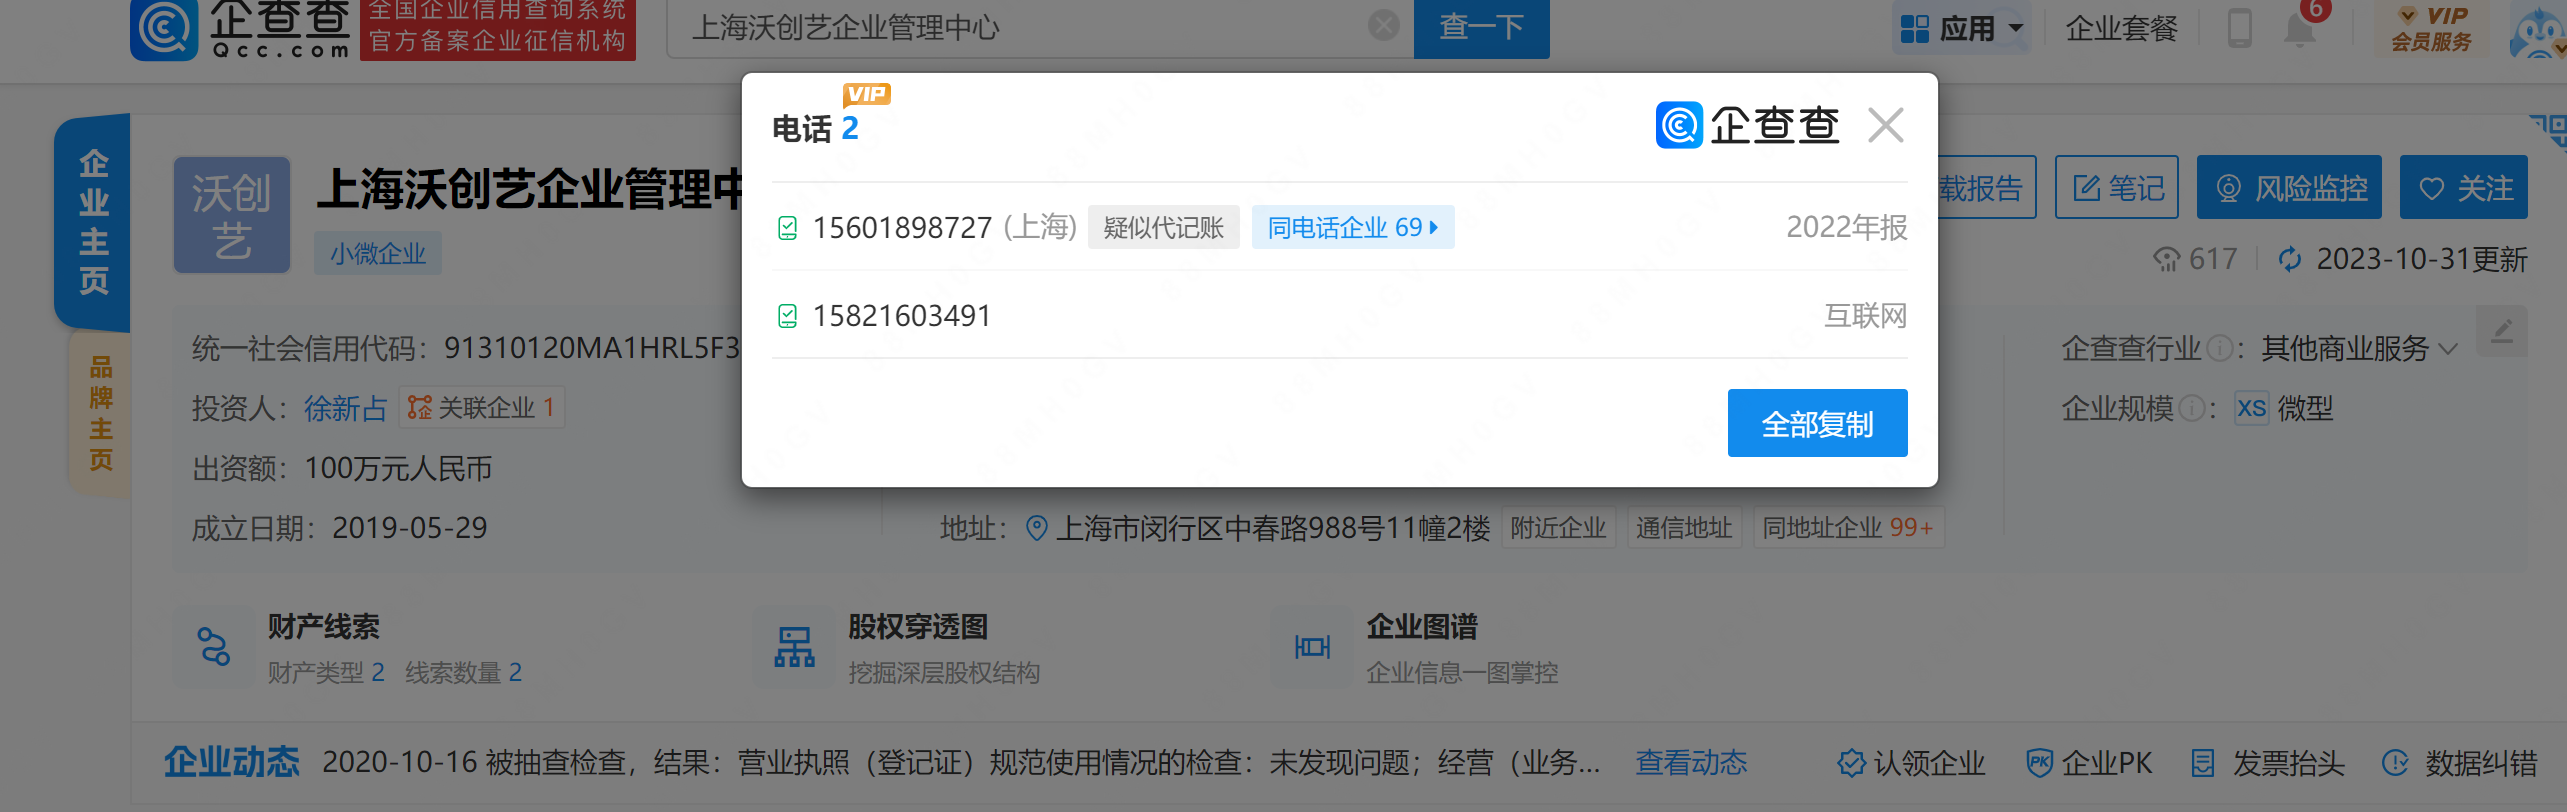 企查查
Qcc.com
全国企业信用查询系统
官方备案企业征信机构
上海沃创艺企业管理中心
查一下
应用
企业套餐
6
VIP
会员服务
企业主页
品牌主页
沃创艺
上海沃创艺企业管理中
小微企业
载报告
笔记
风险监控
关注
617
2023-10-31更新
电话 2
VIP
企查查
15601898727 (上海) 疑似代记账 同电话企业 69 2022年报
15821603491 互联网
全部复制
统一社会信用代码： 91310120MA1HRL5F3
投资人： 徐新占 关联企业 1
出资额： 100万元人民币
成立日期： 2019-05-29
地址： 上海市闵行区中春路988号11幢2楼 附近企业 通信地址 同地址企业 99+
企查查行业： 其他商业服务
企业规模： XS 微型
财产线索
财产类型 2 线索数量 2
股权穿透图
挖掘深层股权结构
企业图谱
企业信息一图掌控
企业动态 2020-10-16 被抽查检查，结果：营业执照（登记证）规范使用情况的检查：未发现问题；经营（业务... 查看动态
认领企业 企业PK 发票抬头 数据纠错